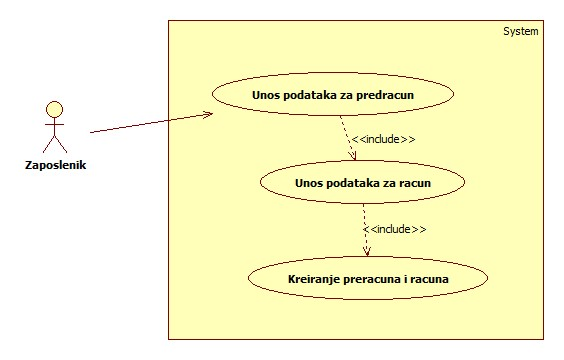 System
Unos podataka za predracun
<<include>>
Zaposlenik
Unos podataka za racun
<<include>>
Kreiranje preracuna i racuna